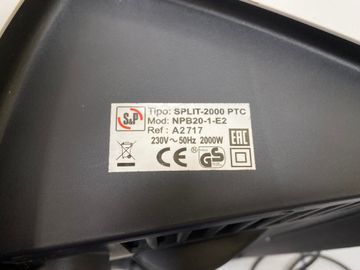 S&P
Tipo: SPLIT-2000 PTC
Mod: NPB20-1-E2
Ref : A2717
230V~50Hz 2000W
CE
GS
EAC